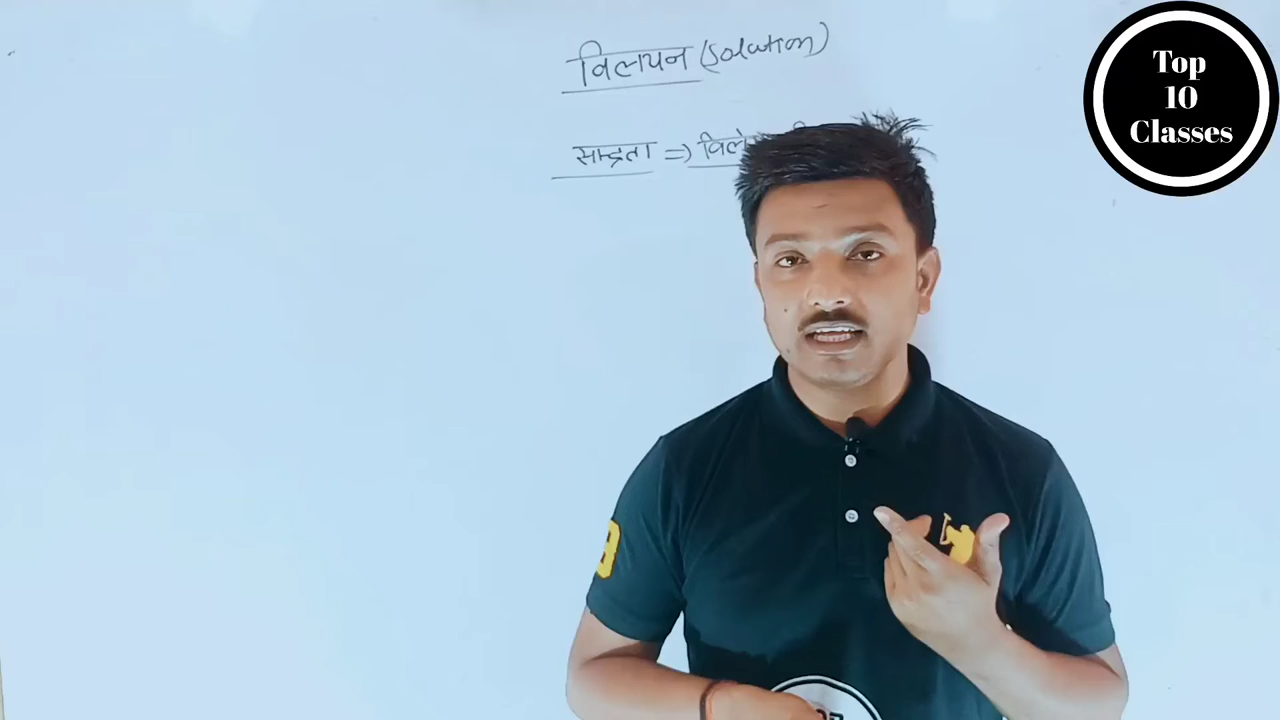 विलयन (Solution)
सान्द्रता =>
Top
10
Classes